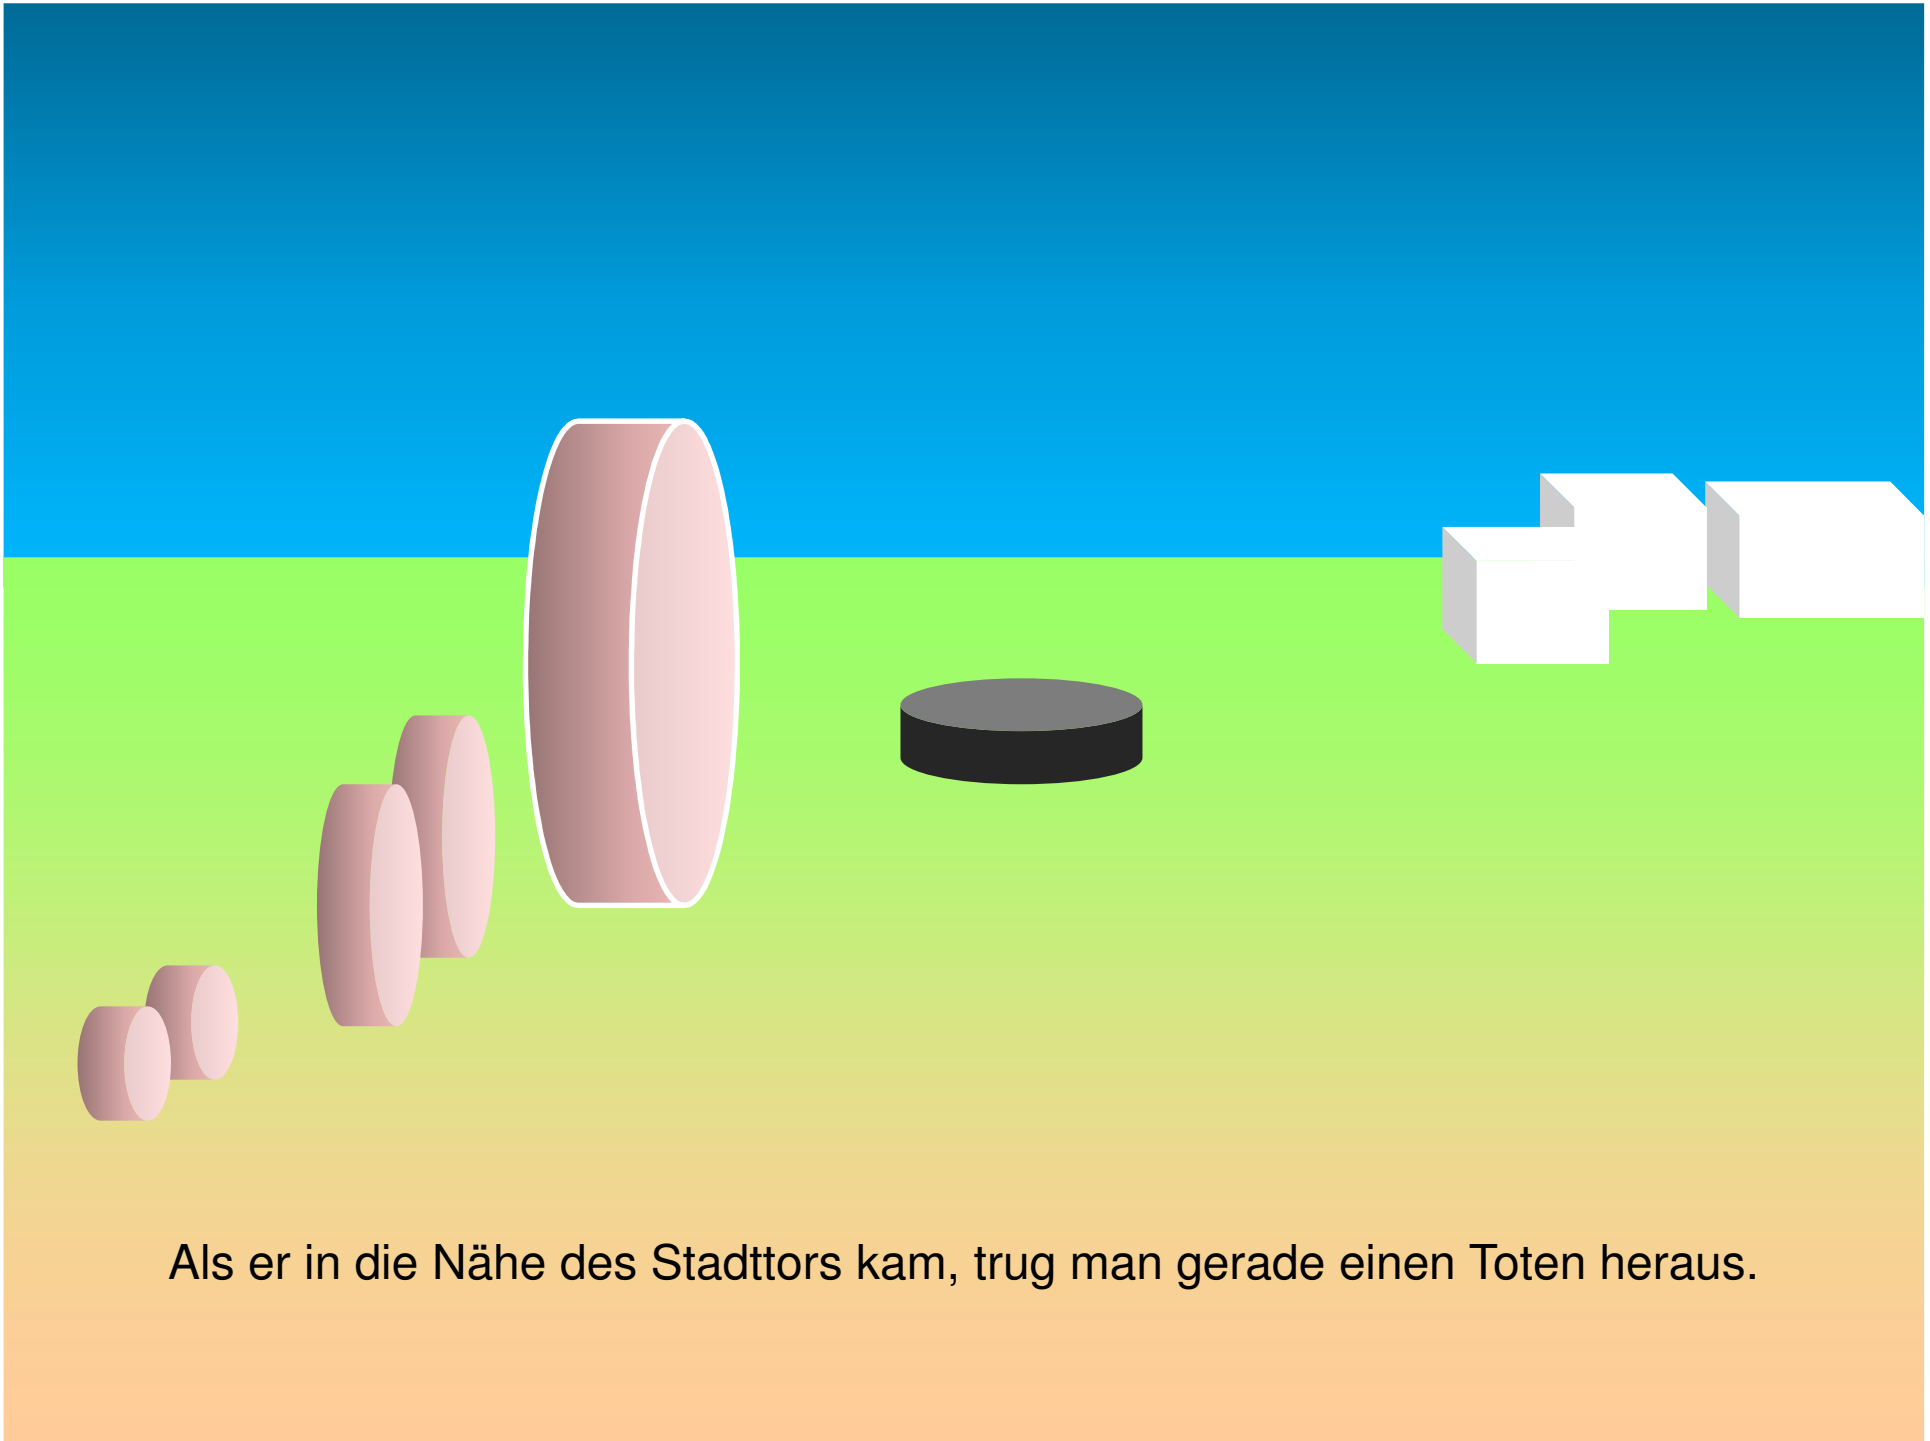 Als er in die Nähe des Stadttors kam, trug man gerade einen Toten heraus.